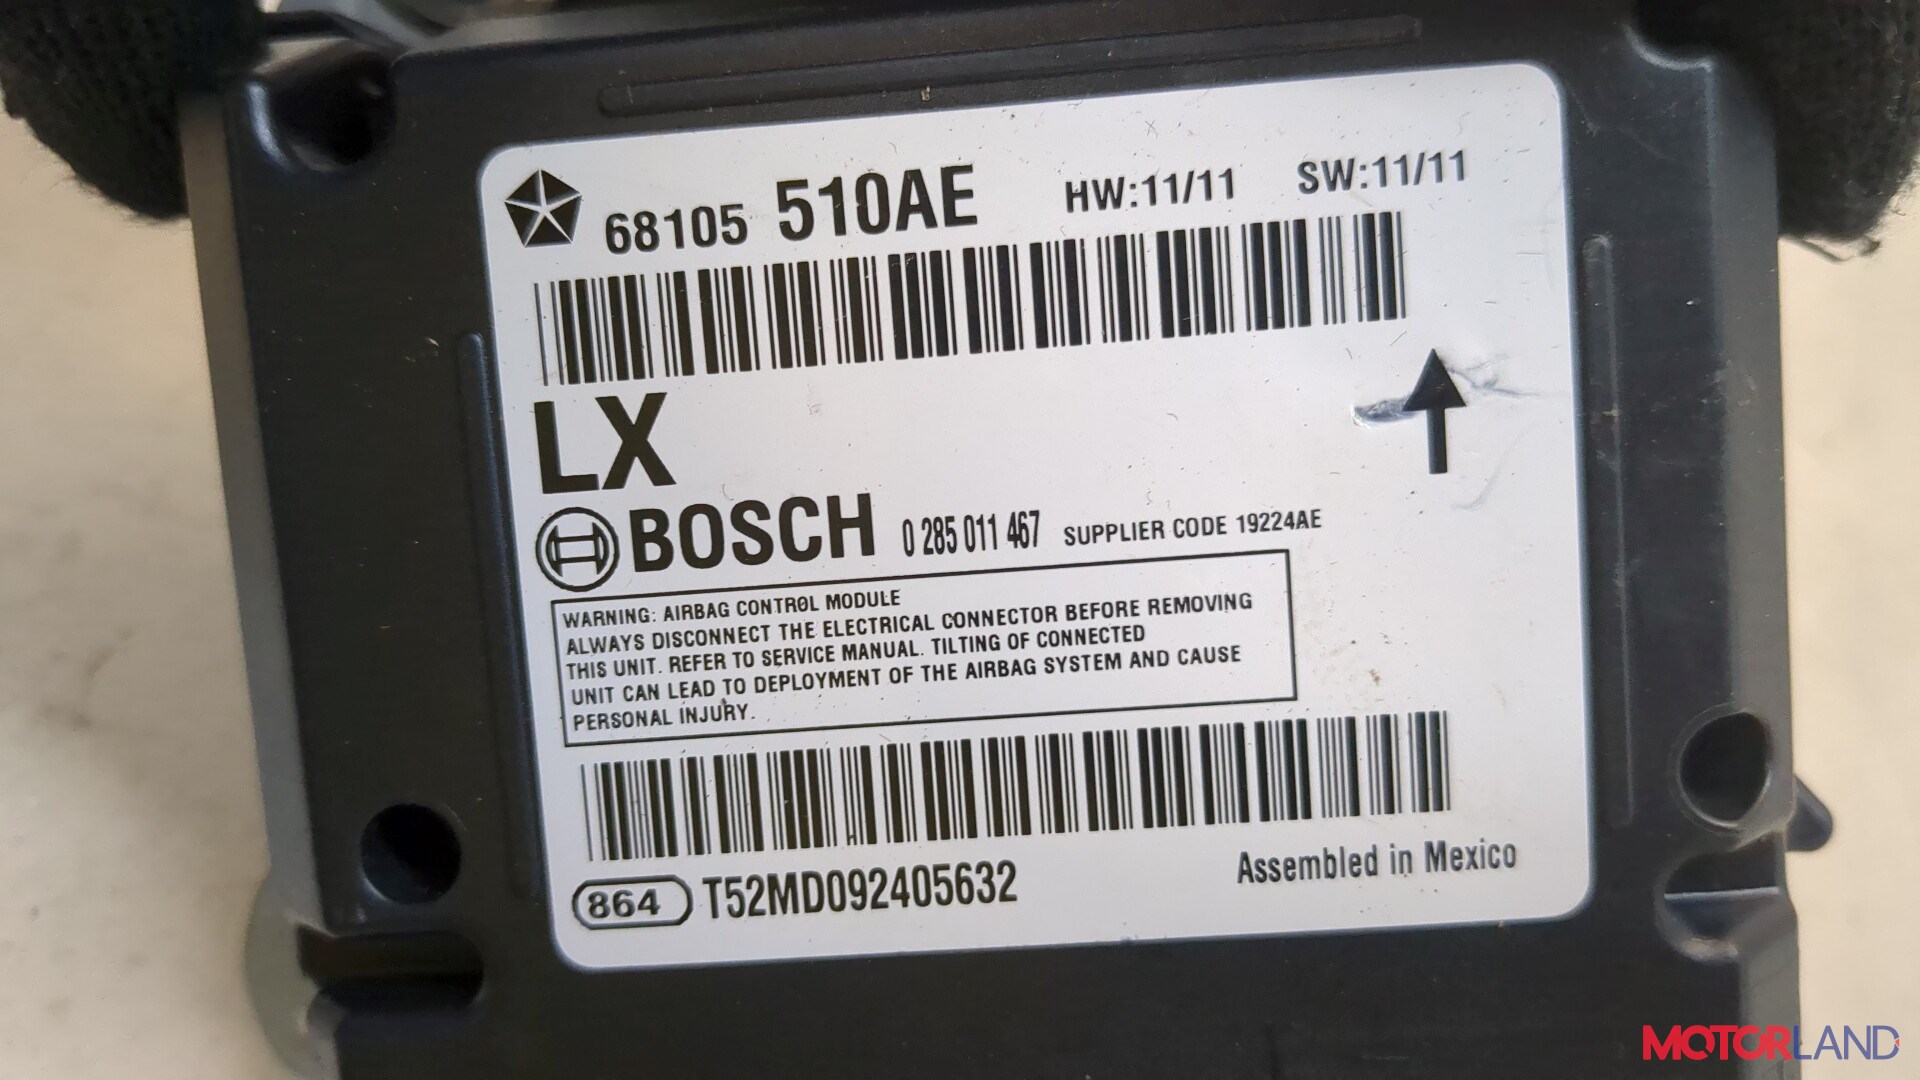 68105 510AE HW:11/11 SW:11/11
LX
BOSCH 0 285 011 467 SUPPLIER CODE 19224AE
WARNING: AIRBAG CONTROL MODULE
ALWAYS DISCONNECT THE ELECTRICAL CONNECTOR BEFORE REMOVING
THIS UNIT. REFER TO SERVICE MANUAL. TILTING OF CONNECTED
UNIT CAN LEAD TO DEPLOYMENT OF THE AIRBAG SYSTEM AND CAUSE
PERSONAL INJURY.
864 T52MD092405632 Assembled in Mexico
MOTORLAND